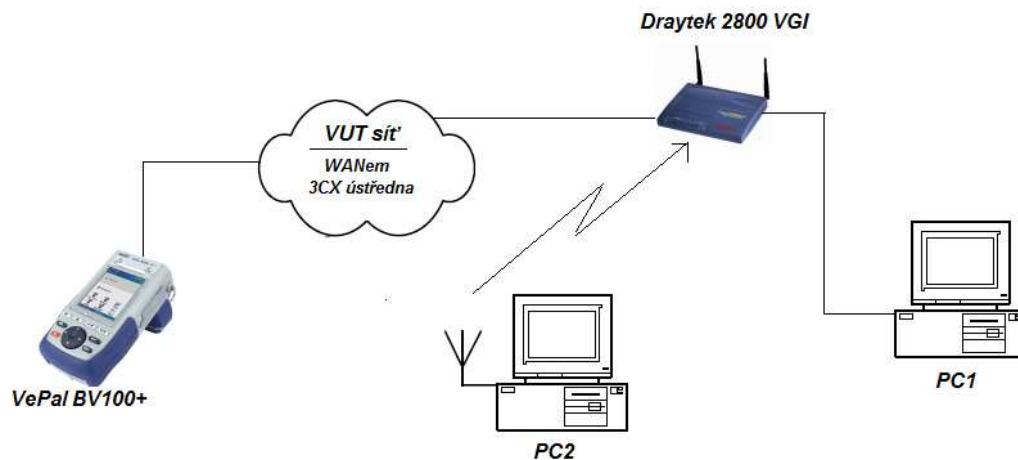 Draytek 2800 VGI
VUT síť
WANem
3CX ústředna
VePal BV100+
PC2
PC1